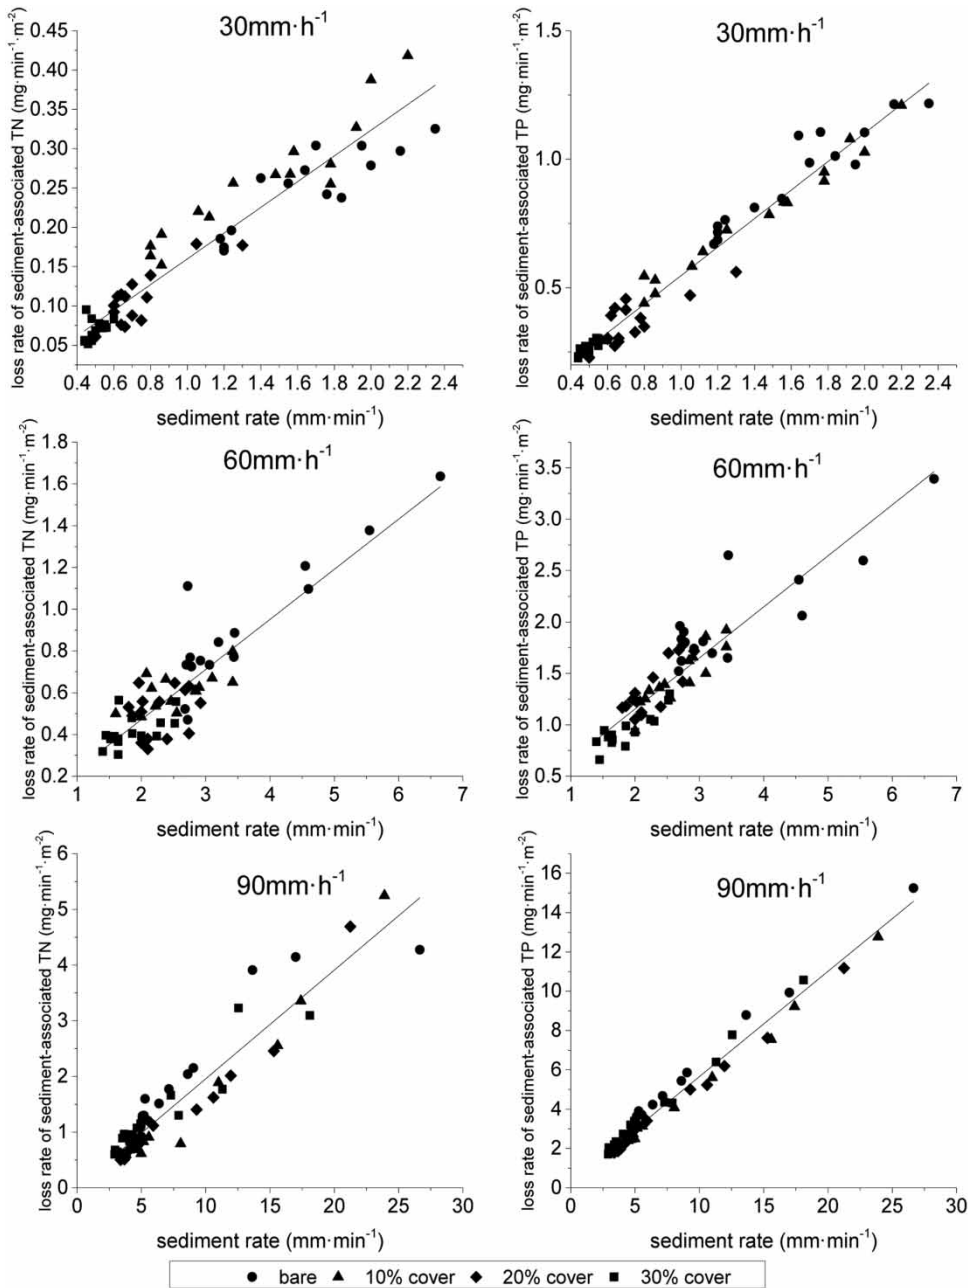 30mm·h⁻¹
loss rate of sediment-associated TN (mg·min⁻¹·m⁻²)
0.45
0.40
0.35
0.30
0.25
0.20
0.15
0.10
0.05
0.4 0.6 0.8 1.0 1.2 1.4 1.6 1.8 2.0 2.2 2.4
sediment rate (mm·min⁻¹)
30mm·h⁻¹
loss rate of sediment-associated TP (mg·min⁻¹·m⁻²)
1.5
1.0
0.5
0.4 0.6 0.8 1.0 1.2 1.4 1.6 1.8 2.0 2.2 2.4
sediment rate (mm·min⁻¹)
60mm·h⁻¹
loss rate of sediment-associated TN (mg·min⁻¹·m⁻²)
1.8
1.6
1.4
1.2
1.0
0.8
0.6
0.4
0.2
1 2 3 4 5 6 7
sediment rate (mm·min⁻¹)
60mm·h⁻¹
loss rate of sediment-associated TP (mg·min⁻¹·m⁻²)
3.5
3.0
2.5
2.0
1.5
1.0
0.5
1 2 3 4 5 6 7
sediment rate (mm·min⁻¹)
90mm·h⁻¹
loss rate of sediment-associated TN (mg·min⁻¹·m⁻²)
6
5
4
3
2
1
0
0 5 10 15 20 25 30
sediment rate (mm·min⁻¹)
90mm·h⁻¹
loss rate of sediment-associated TP (mg·min⁻¹·m⁻²)
16
14
12
10
8
6
4
2
0
0 5 10 15 20 25 30
sediment rate (mm·min⁻¹)
bare 10% cover 20% cover 30% cover